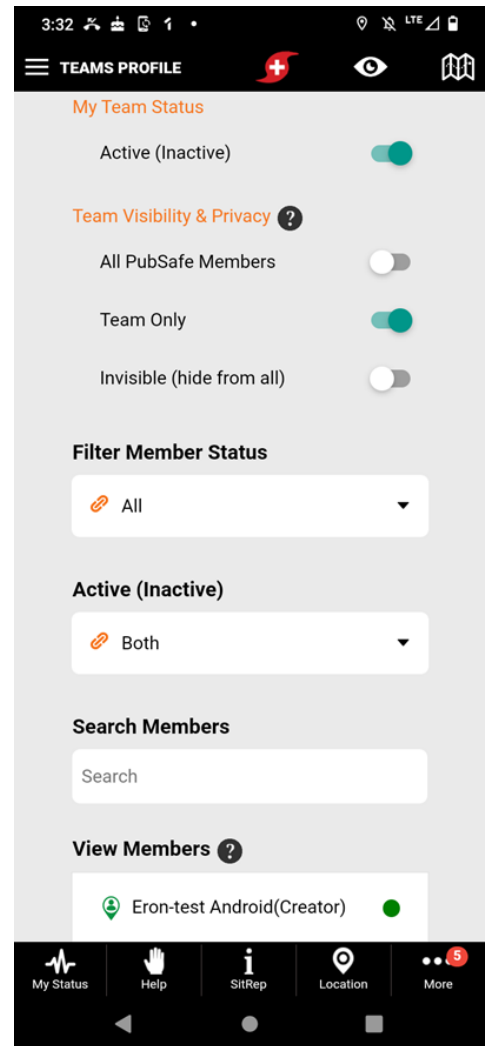 3:32
LTE
TEAMS PROFILE
My Team Status
Active (Inactive)
Team Visibility & Privacy ?
All PubSafe Members
Team Only
Invisible (hide from all)
Filter Member Status
All
Active (Inactive)
Both
Search Members
Search
View Members ?
Eron-test Android(Creator)
5
My Status
Help
SitRep
Location
More